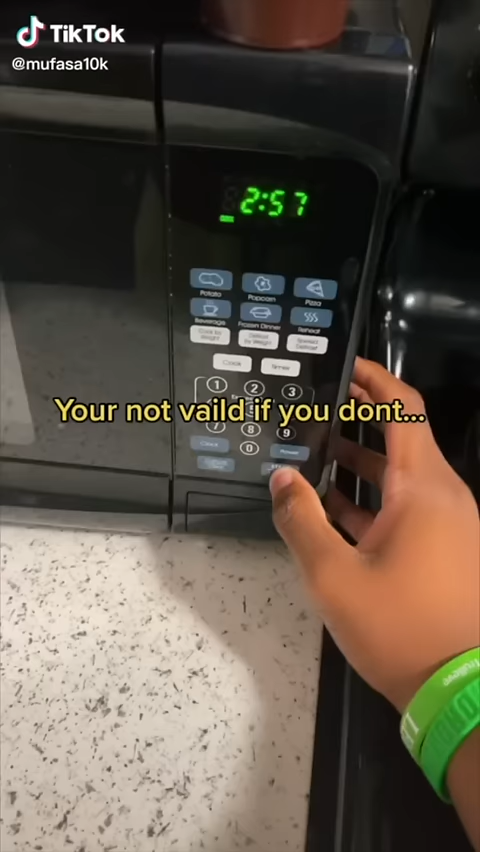 TikTok
@mufasa10k
2:57
Potato Popcorn Pizza
Beverage Frozen Dinner Reheat
Cook by Weight Defrost by Weight Speed Defrost
Cook Timer
1 2 3
Your not vaild if you dont...
7 8 9
Clock 0 Power